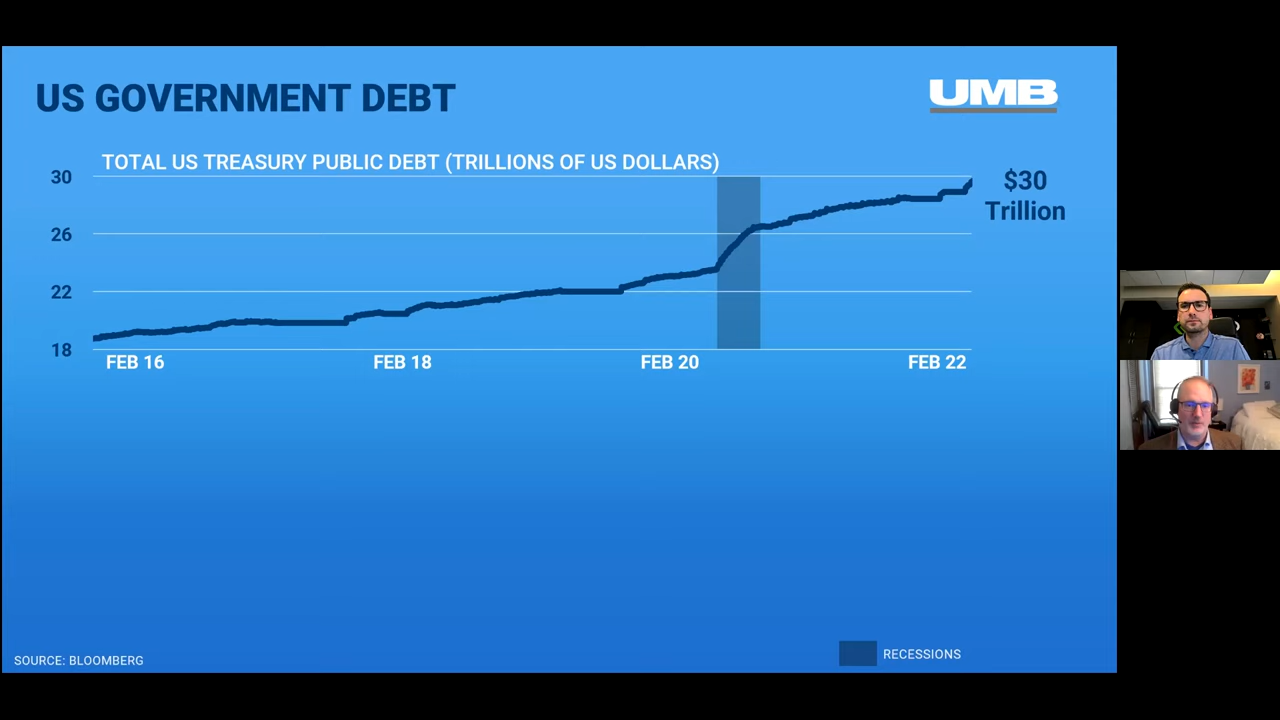 US GOVERNMENT DEBT
UMB
TOTAL US TREASURY PUBLIC DEBT (TRILLIONS OF US DOLLARS)
30
26
22
18
$30
Trillion
FEB 16
FEB 18
FEB 20
FEB 22
SOURCE: BLOOMBERG
RECESSIONS